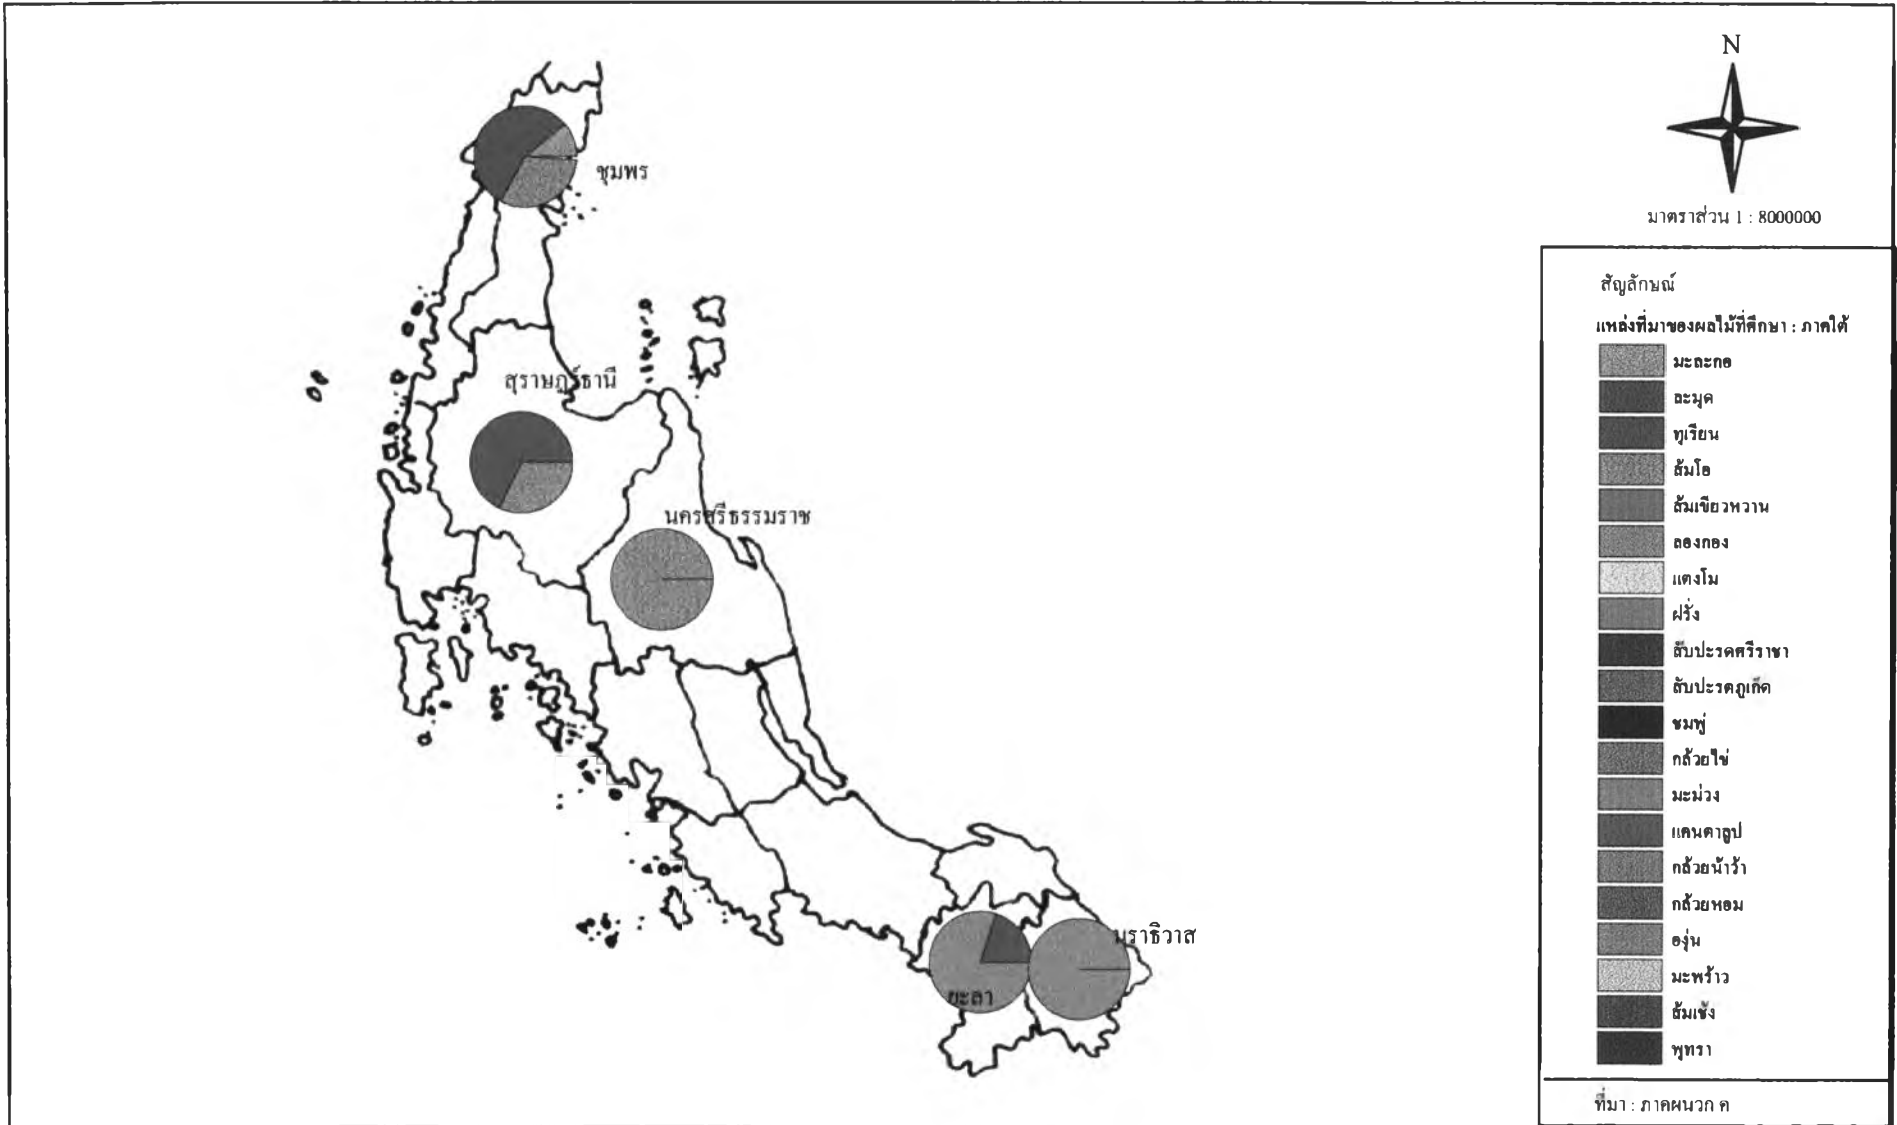 N
มาตราส่วน 1 : 8000000
ชุมพร
สุราษฎร์ธานี
นครศรีธรรมราช
นราธิวาส
ยะลา
สัญลักษณ์
แหล่งที่มาของผลไม้ที่ศึกษา : ภาคใต้
มะละกอ
ละมุด
ทุเรียน
ส้มโอ
ส้มเขียวหวาน
ลองกอง
แตงโม
ฝรั่ง
สับปะรดศรีราชา
สับปะรดภูเก็ต
ชมพู่
กล้วยไข่
มะม่วง
แคนตาลูป
กล้วยน้ำว้า
กล้วยหอม
องุ่น
มะพร้าว
ส้มเช้ง
พุทรา
ที่มา : ภาคผนวก ค